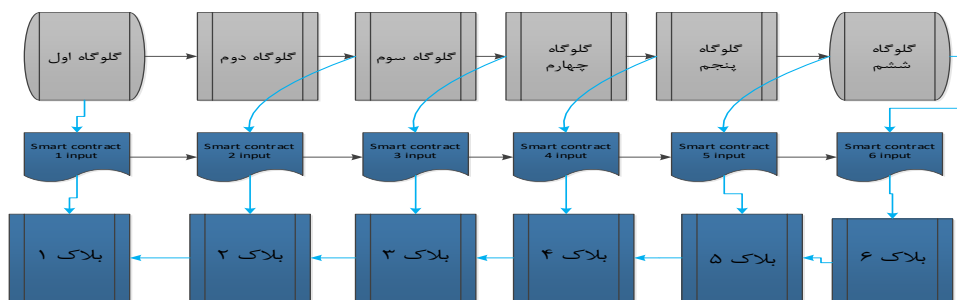 گلوگاه اول
گلوگاه دوم
گلوگاه سوم
گلوگاه
چهارم
گلوگاه
پنجم
گلوگاه
ششم
Smart contract
1 input
Smart contract
2 input
Smart contract
3 input
Smart contract
4 input
Smart contract
5 input
Smart contract
6 input
بلاک ۱
بلاک ۲
بلاک ۳
بلاک ۴
بلاک ۵
بلاک ۶